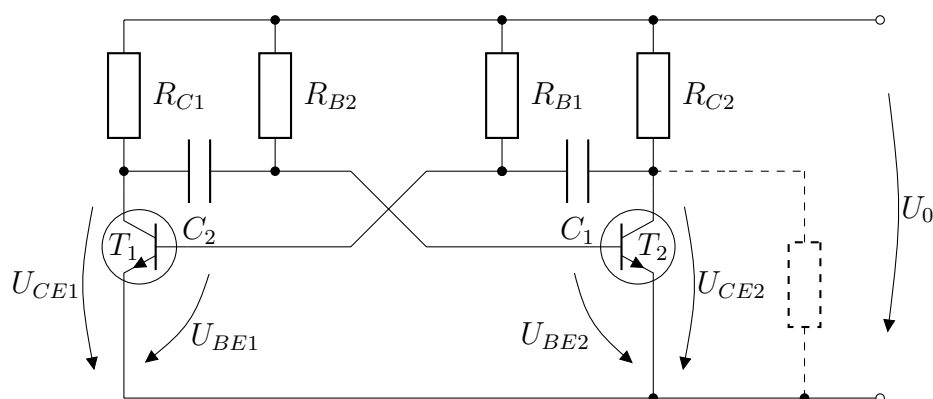 R_{C1} R_{B2} R_{B1} R_{C2}
T_1 C_2 C_1 T_2 U_0
U_{CE1} U_{CE2}
U_{BE1} U_{BE2}